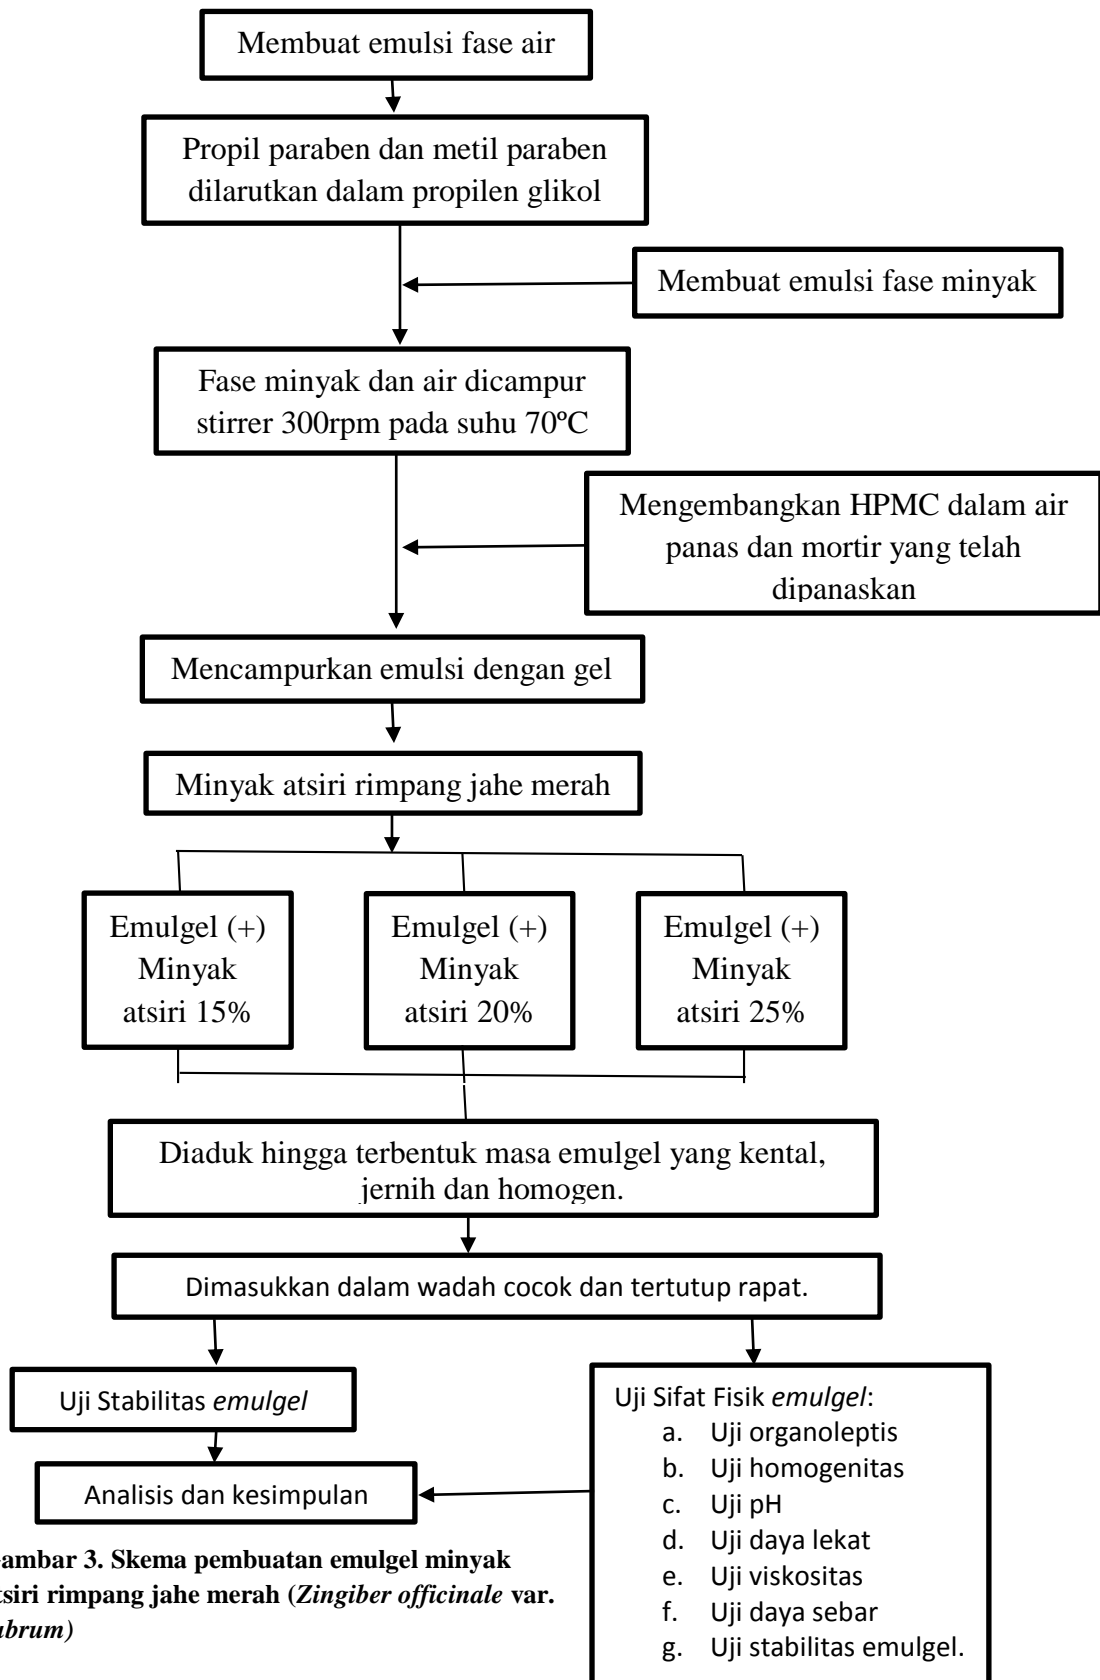 Membuat emulsi fase air
Propil paraben dan metil paraben
dilarutkan dalam propilen glikol
Membuat emulsi fase minyak
Fase minyak dan air dicampur
stirrer 300rpm pada suhu 70ºC
Mengembangkan HPMC dalam air
panas dan mortir yang telah
dipanaskan
Mencampurkan emulsi dengan gel
Minyak atsiri rimpang jahe merah
Emulgel (+)
Minyak
atsiri 15%
Emulgel (+)
Minyak
atsiri 20%
Emulgel (+)
Minyak
atsiri 25%
Diaduk hingga terbentuk masa emulgel yang kental,
jernih dan homogen.
Dimasukkan dalam wadah cocok dan tertutup rapat.
Uji Stabilitas emulgel
Analisis dan kesimpulan
Uji Sifat Fisik emulgel:
a. Uji organoleptis
b. Uji homogenitas
c. Uji pH
d. Uji daya lekat
e. Uji viskositas
f. Uji daya sebar
g. Uji stabilitas emulgel.
ambar 3. Skema pembuatan emulgel minyak
tsiri rimpang jahe merah (Zingiber officinale var.
ubrum)